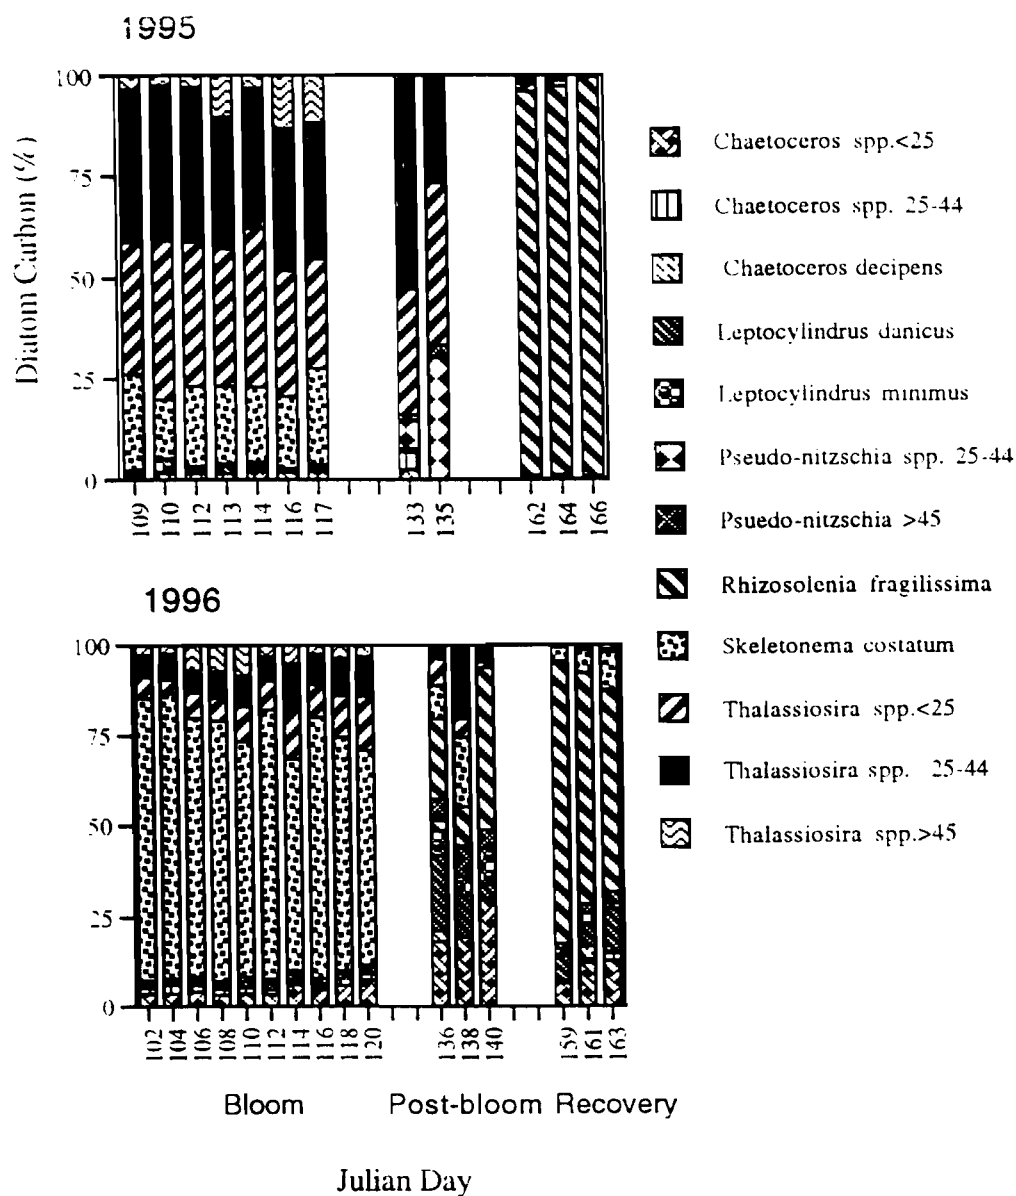 1995
Diatom Carbon (%)
100
75
50
25
0
109 110 112 113 114 116 117 133 135 162 164 166
Chaetoceros spp.<25
Chaetoceros spp. 25-44
Chaetoceros decipens
Leptocylindrus danicus
Leptocylindrus minimus
Pseudo-nitzschia spp. 25-44
Psuedo-nitzschia >45
Rhizosolenia fragilissima
Skeletonema costatum
Thalassiosira spp.<25
Thalassiosira spp. 25-44
Thalassiosira spp.>45
1996
100
75
50
25
0
102 104 106 108 110 112 114 116 118 120 136 138 140 159 161 163
Bloom Post-bloom Recovery
Julian Day